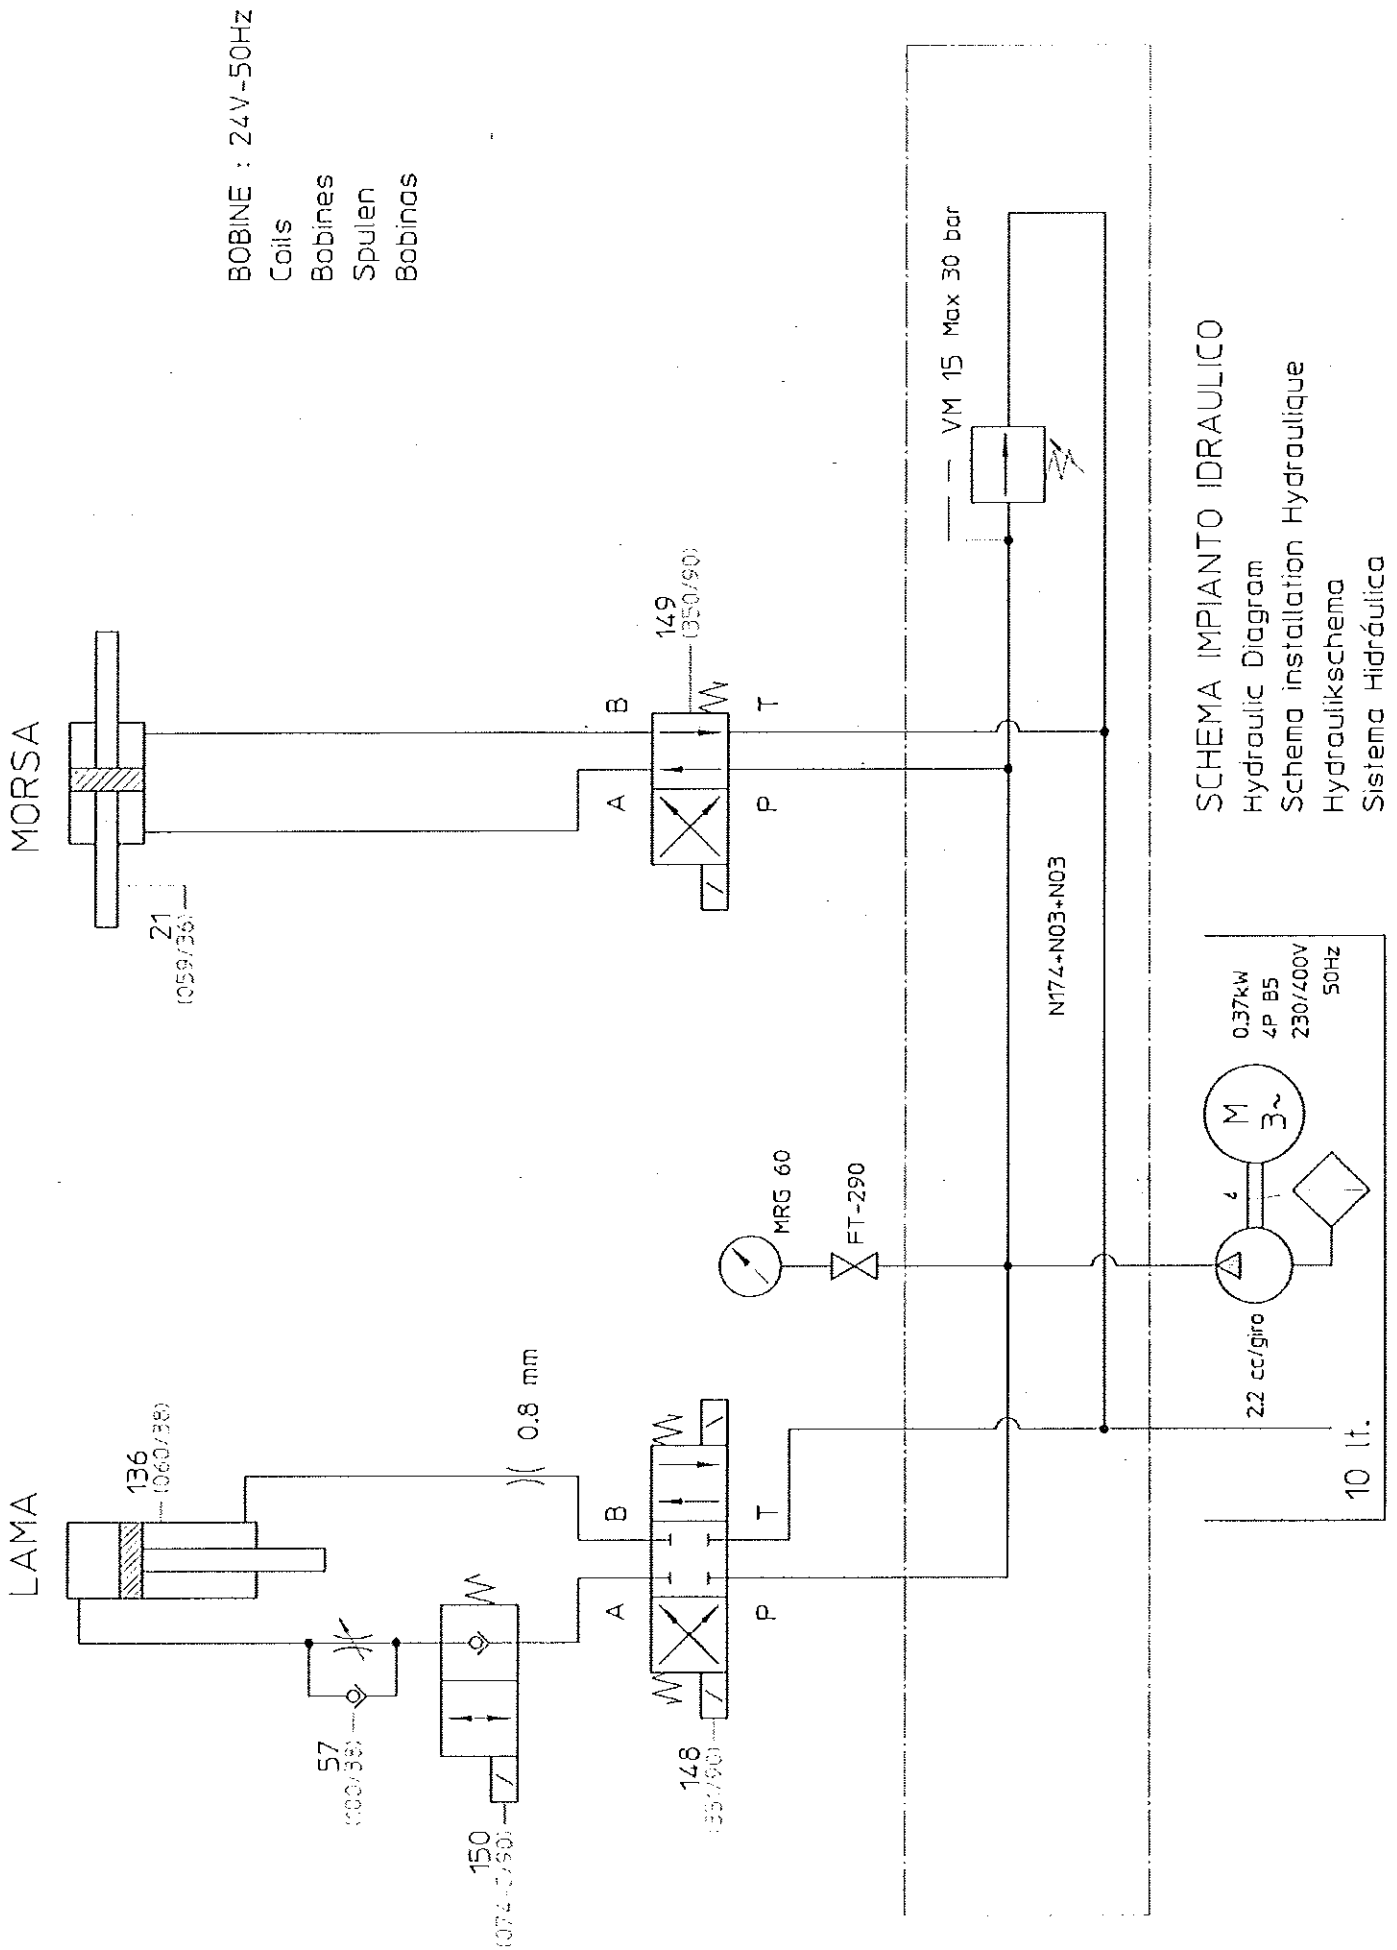 LAMA
136
(060/38)
57
150
148
0.8 mm
A
B
P
T
MORSA
21
(059/36)
149
(350/90)
A
B
P
T
BOBINE : 24V-50Hz
Coils
Bobines
Spulen
Bobinas
MRG 60
FT-290
VM 15 Max 30 bar
N174+N03+N03
2.2 cc/giro
10 lt.
M
3~
0.37kW
4P B5
230/400V
50Hz
SCHEMA IMPIANTO IDRAULICO
Hydraulic Diagram
Schema installation Hydraulique
Hydraulikschema
Sistema Hidráulica